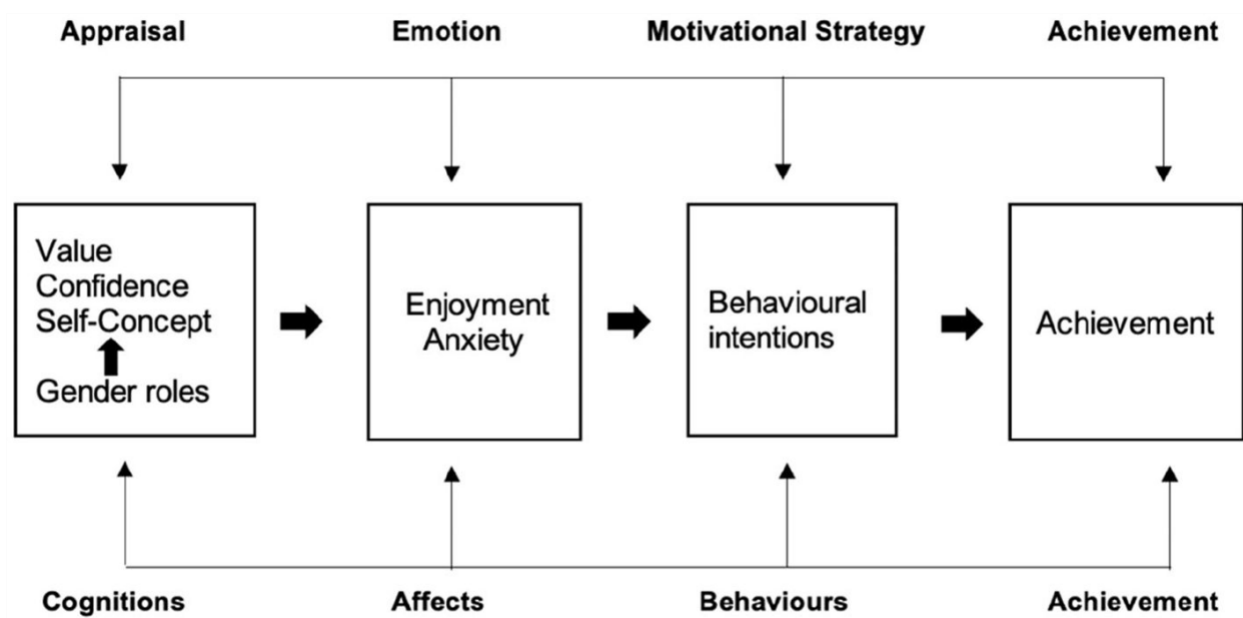 Appraisal Emotion Motivational Strategy Achievement
Value
Confidence
Self-Concept
Gender roles
Enjoyment
Anxiety
Behavioural
intentions
Achievement
Cognitions Affects Behaviours Achievement